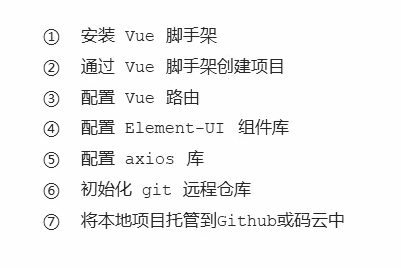 ① 安装 Vue 脚手架
② 通过 Vue 脚手架创建项目
③ 配置 Vue 路由
④ 配置 Element-UI 组件库
⑤ 配置 axios 库
⑥ 初始化 git 远程仓库
⑦ 将本地项目托管到Github或码云中